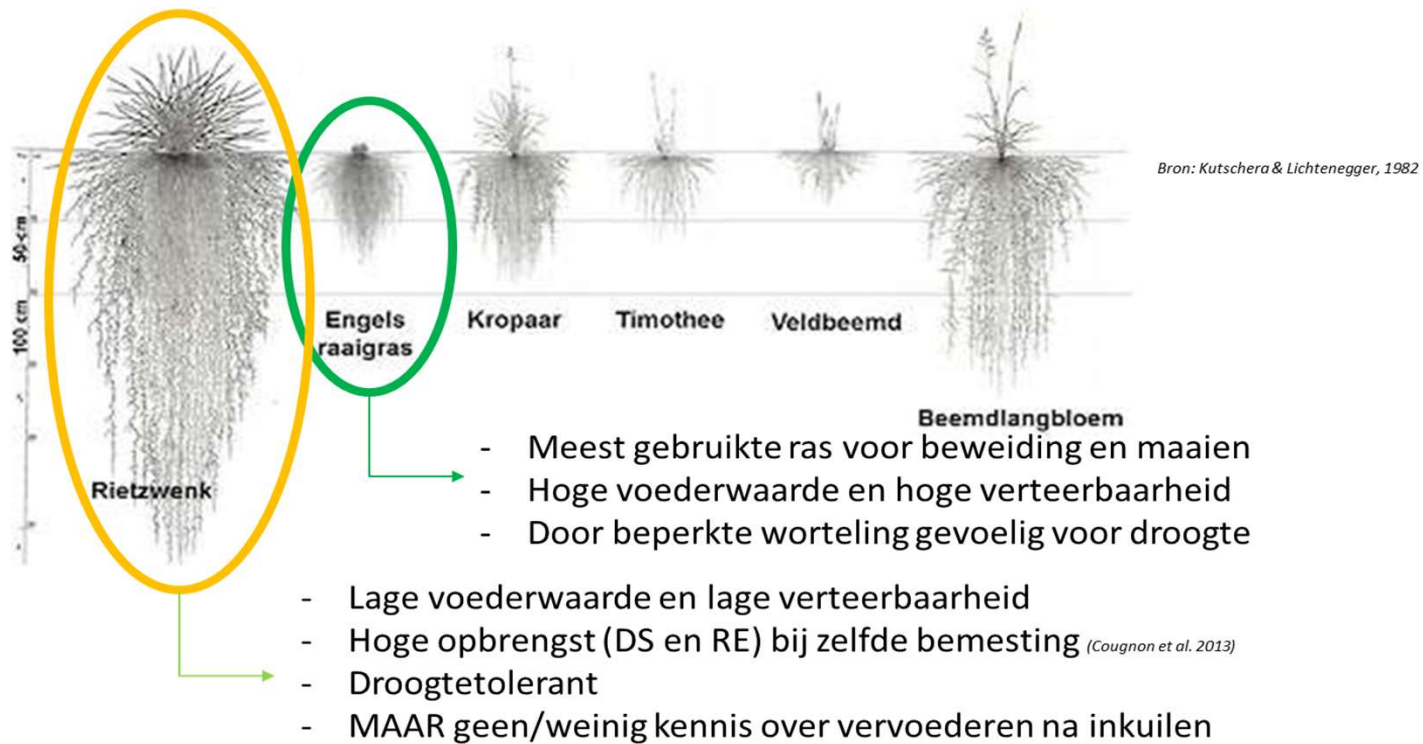 Bron: Kutschera & Lichtenegger, 1982
50 cm
100 cm
Engels
raaigras
Kropaar
Timothee
Veldbeemd
Beemdlangbloem
Rietzwenk
- Meest gebruikte ras voor beweiding en maaien
- Hoge voederwaarde en hoge verteerbaarheid
- Door beperkte worteling gevoelig voor droogte
- Lage voederwaarde en lage verteerbaarheid
- Hoge opbrengst (DS en RE) bij zelfde bemesting (Cougnon et al. 2013)
- Droogtetolerant
- MAAR geen/weinig kennis over vervoederen na inkuilen